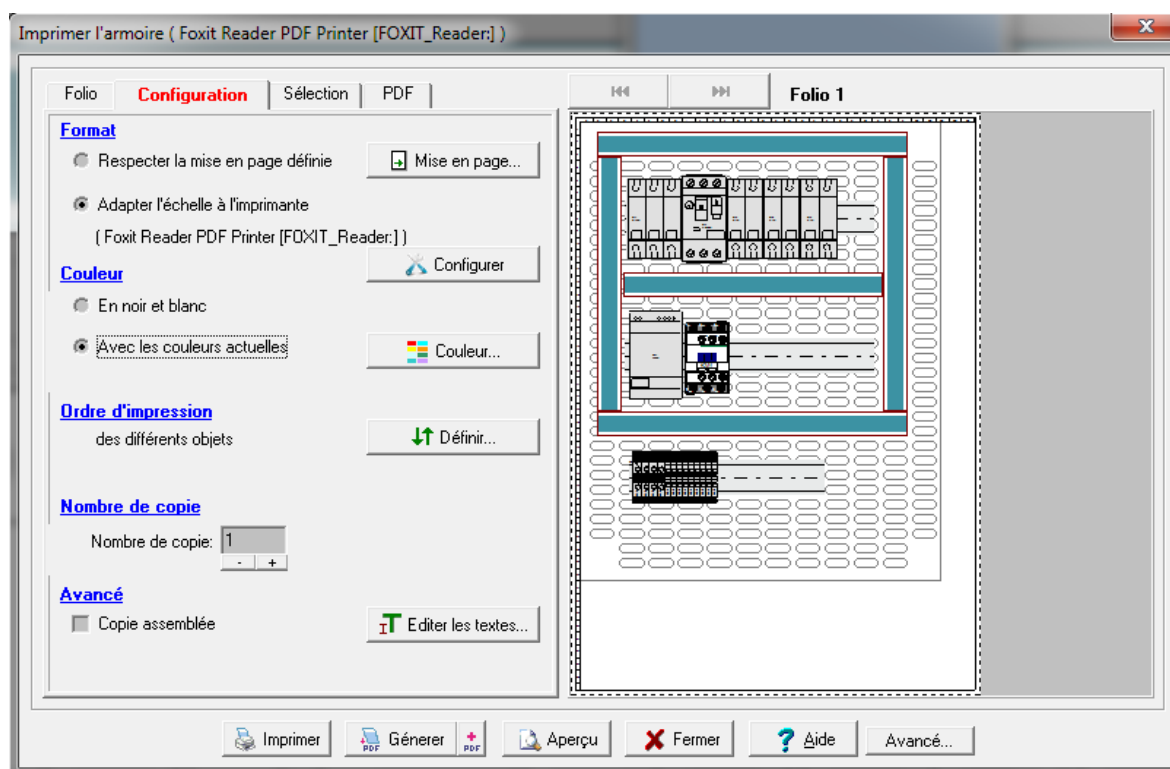 Imprimer l'armoire ( Foxit Reader PDF Printer [FOXIT_Reader:] )
Folio
Configuration
Sélection
PDF
Folio 1
Format
Respecter la mise en page définie
Mise en page...
Adapter l'échelle à l'imprimante
( Foxit Reader PDF Printer [FOXIT_Reader:] )
Configurer
Couleur
En noir et blanc
Avec les couleurs actuelles
Couleur...
Ordre d'impression
des différents objets
Définir...
Nombre de copie
Nombre de copie: 1
- +
Avancé
Copie assemblée
Editer les textes...
Imprimer
PDF Génerer
PDF
Aperçu
Fermer
Aide
Avancé...